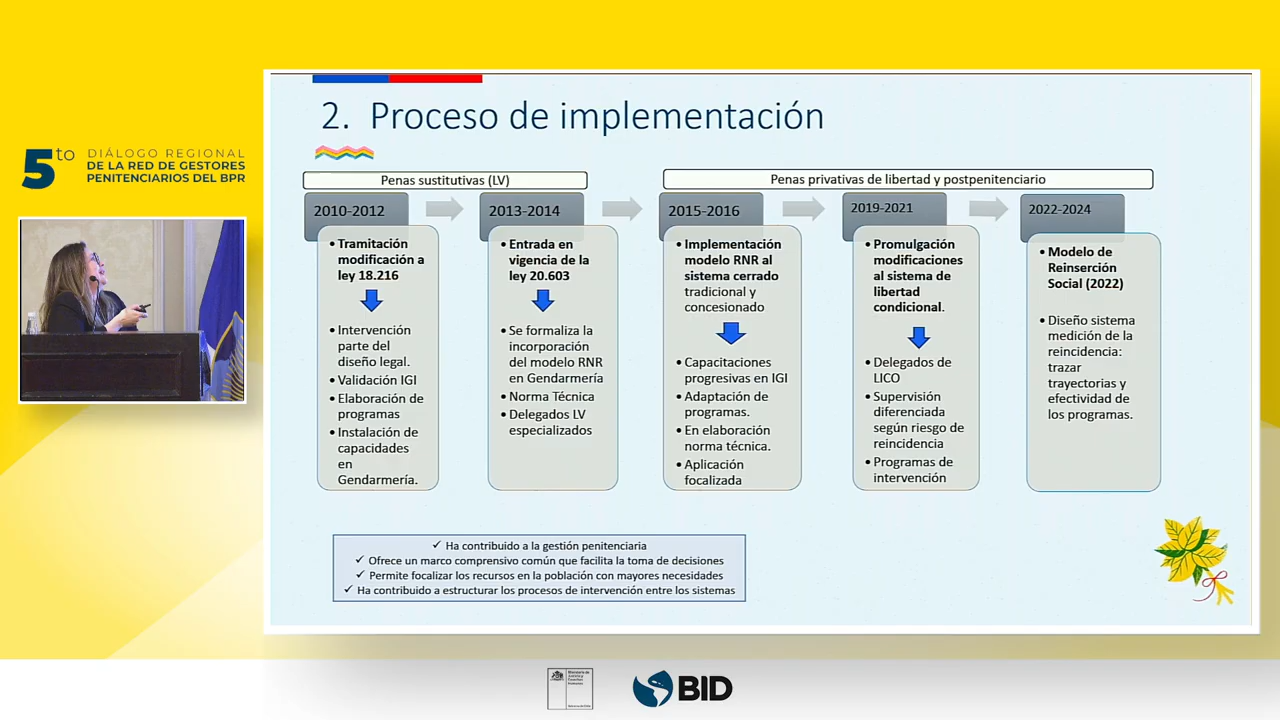 5to DIÁLOGO REGIONAL
DE LA RED DE GESTORES
PENITENCIARIOS DEL BPR
2. Proceso de implementación
Penas sustitutivas (LV)
Penas privativas de libertad y postpenitenciario
2010-2012
• Tramitación
modificación a
ley 18.216
• Intervención
parte del
diseño legal.
• Validación IGI
• Elaboración de
programas
• Instalación de
capacidades
en
Gendarmería.
2013-2014
• Entrada en
vigencia de la
ley 20.603
• Se formaliza la
incorporación
del modelo RNR
en Gendarmería
• Norma Técnica
• Delegados LV
especializados
2015-2016
• Implementación
modelo RNR al
sistema cerrado
tradicional y
concesionado
• Capacitaciones
progresivas en IGI
• Adaptación de
programas.
• En elaboración
norma técnica.
• Aplicación
focalizada
2019-2021
• Promulgación
modificaciones
al sistema de
libertad
condicional.
• Delegados de
LICO
• Supervisión
diferenciada
según riesgo de
reincidencia
• Programas de
intervención
2022-2024
• Modelo de
Reinserción
Social (2022)
• Diseño sistema
medición de la
reincidencia:
trazar
trayectorias y
efectividad de
los programas.
✓ Ha contribuido a la gestión penitenciaria
✓ Ofrece un marco comprensivo común que facilita la toma de decisiones
✓ Permite focalizar los recursos en la población con mayores necesidades
✓ Ha contribuido a estructurar los procesos de intervención entre los sistemas
BID